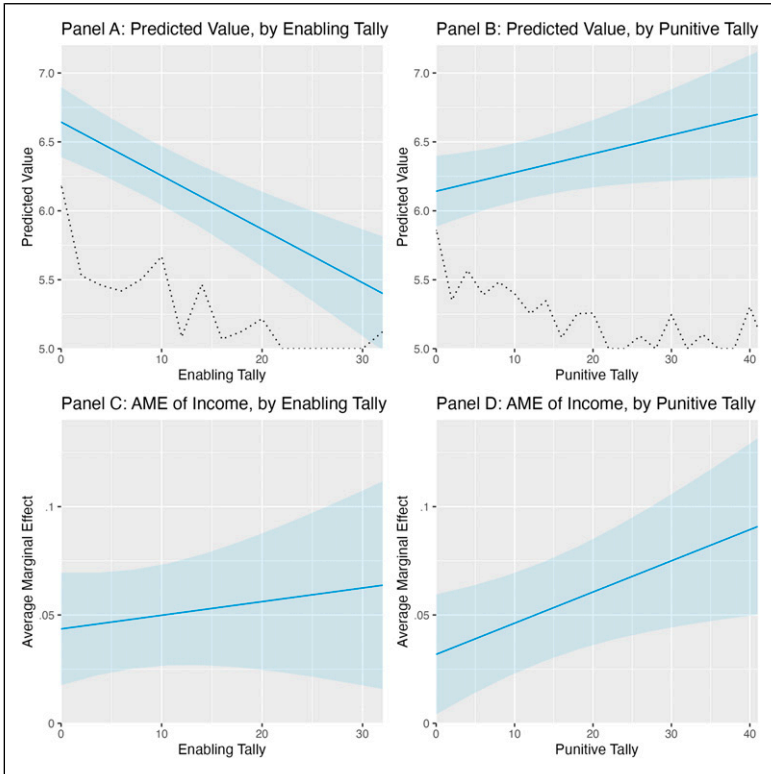 Panel A: Predicted Value, by Enabling Tally
Predicted Value
7.0
6.5
6.0
5.5
5.0
0
10
20
30
Enabling Tally
Panel B: Predicted Value, by Punitive Tally
Predicted Value
7.0
6.5
6.0
5.5
5.0
0
10
20
30
40
Punitive Tally
Panel C: AME of Income, by Enabling Tally
Average Marginal Effect
.1
.05
0
0
10
20
30
Enabling Tally
Panel D: AME of Income, by Punitive Tally
Average Marginal Effect
.1
.05
0
0
10
20
30
40
Punitive Tally